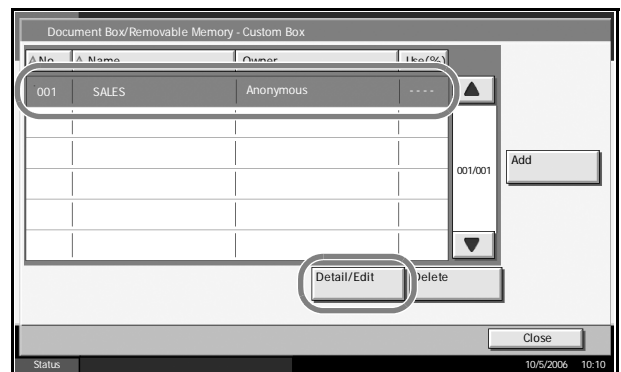 Document Box/Removable Memory - Custom Box
No. Name Owner Use(%)
001 SALES Anonymous ----
001/001
Add
Detail/Edit Delete
Close
Status 10/5/2006 10:10